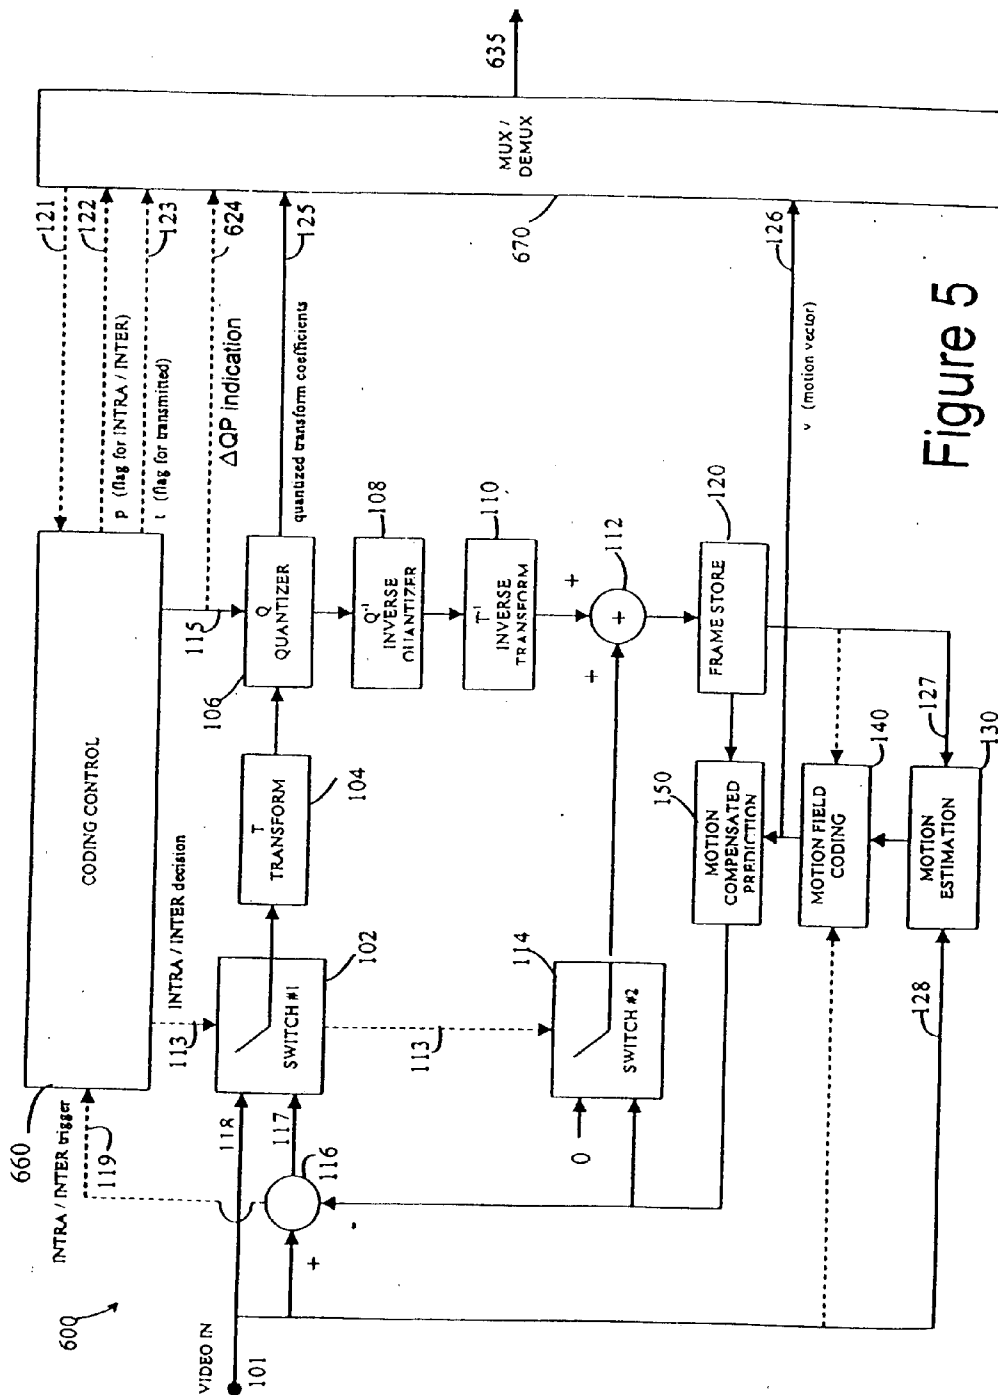 600
VIDEO IN
101
INTRA / INTER trigger
119
660
CODING CONTROL
121
122
p (flag for INTRA / INTER)
123
t (flag for transmitted)
624
ΔQP indication
113
INTRA / INTER decision
118
117
116
+
102
SWITCH #1
T
TRANSFORM
104
115
106
Q
QUANTIZER
125
quantized transform coefficients
Q⁻¹
INVERSE
QUANTIZER
108
T⁻¹
INVERSE
TRANSFORM
110
113
114
SWITCH #2
0
+
+
+
112
120
FRAME STORE
150
MOTION
COMPENSATED
PREDICTION
140
MOTION FIELD
CODING
130
MOTION
ESTIMATION
127
128
126
v (motion vector)
670
MUX /
DEMUX
635
Figure 5